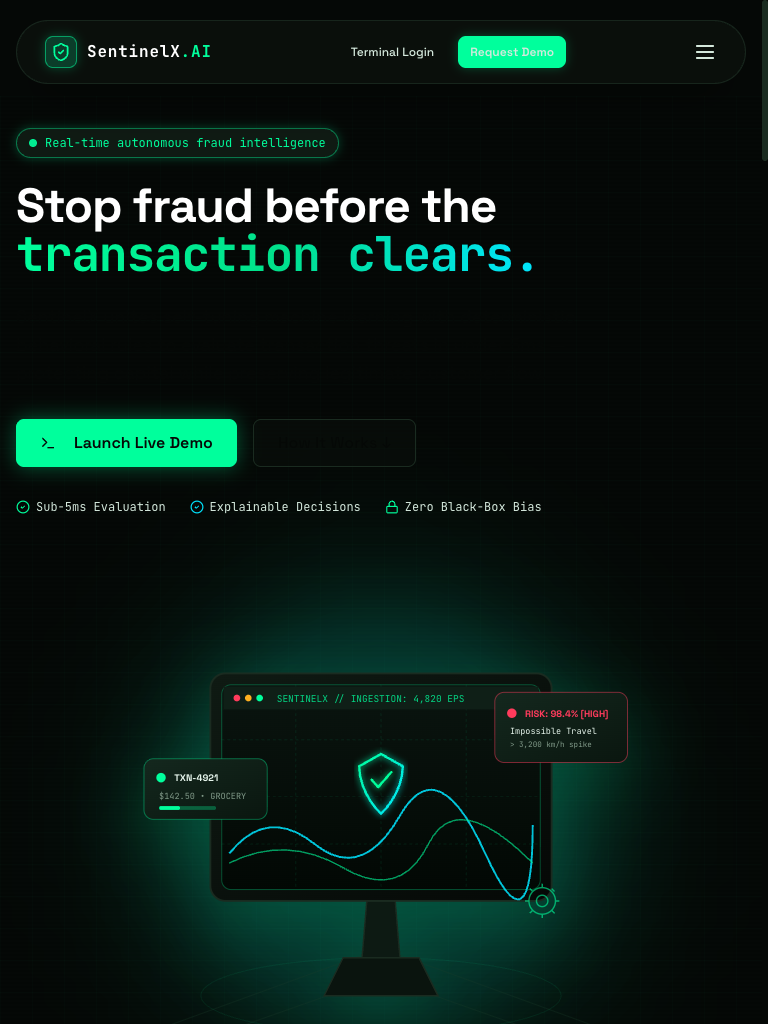 SentinelX.AI
Terminal Login
Request Demo
Real-time autonomous fraud intelligence
Stop fraud before the
transaction clears.
Launch Live Demo
Sub-5ms Evaluation
Explainable Decisions
Zero Black-Box Bias
SENTINELX // INGESTION: 4,820 EPS
RISK: 98.4% [HIGH]
Impossible Travel
> 3,200 km/h spike
TXN-4921
$142.50 • GROCERY